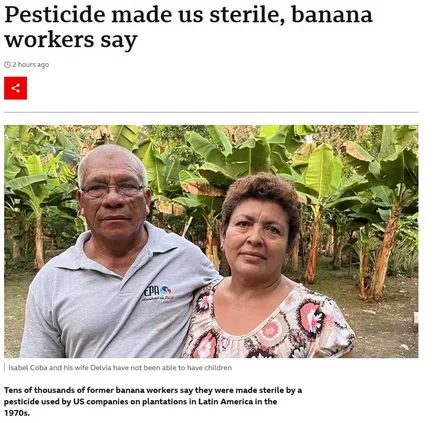 Pesticide made us sterile, banana
workers say
2 hours ago
EPA
Isabel Coba and his wife Delvia have not been able to have children
Tens of thousands of former banana workers say they were made sterile by a
pesticide used by US companies on plantations in Latin America in the
1970s.